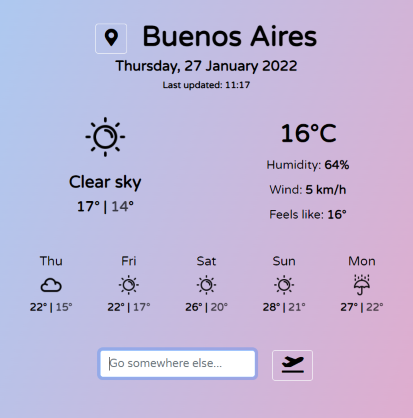 Buenos Aires
Thursday, 27 January 2022
Last updated: 11:17
Clear sky
17° | 14°
16°C
Humidity: 64%
Wind: 5 km/h
Feels like: 16°
Thu Fri Sat Sun Mon
22° | 15° 22° | 17° 26° | 20° 28° | 21° 27° | 22°
Go somewhere else...